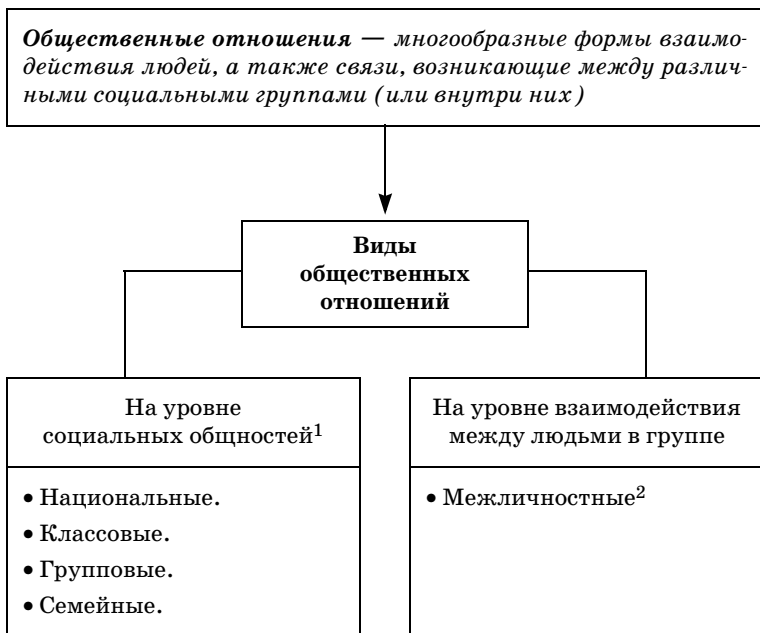 Общественные отношения — многообразные формы взаимо-
действия людей, а также связи, возникающие между различ-
ными социальными группами (или внутри них)
Виды
общественных
отношений
На уровне
социальных общностей¹
• Национальные.
• Классовые.
• Групповые.
• Семейные.
На уровне взаимодействия
между людьми в группе
• Межличностные²